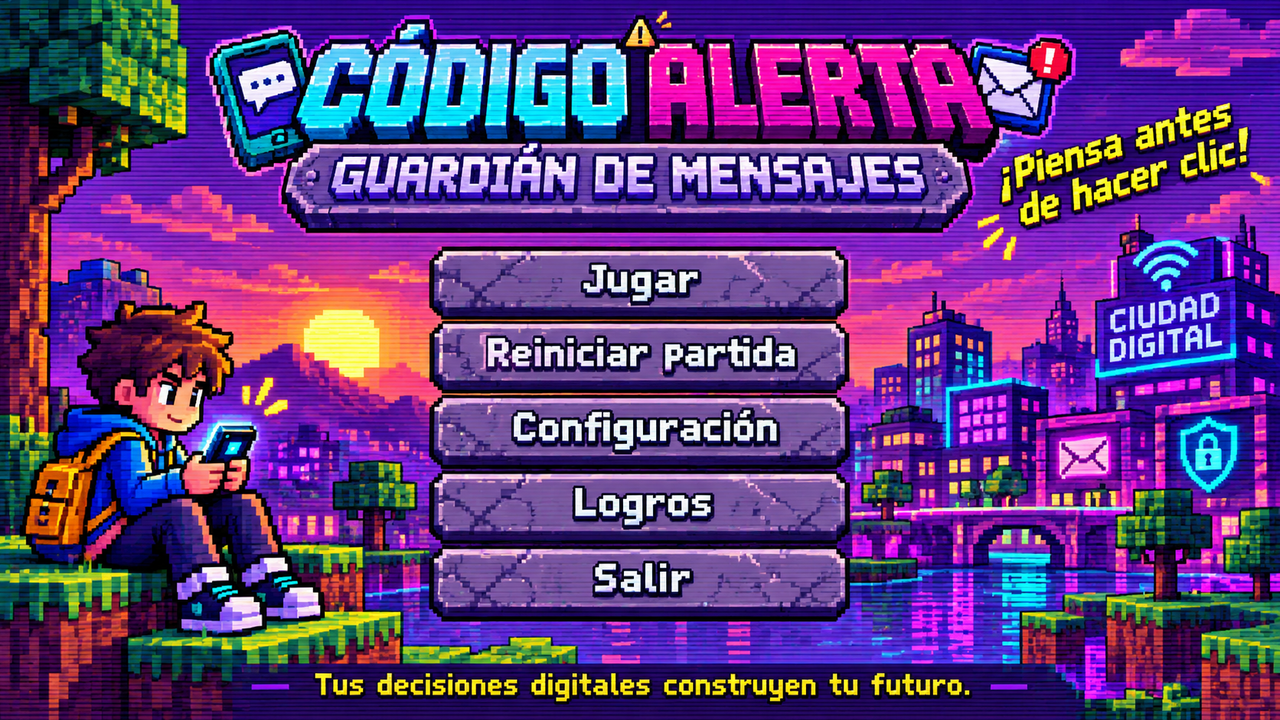 CÓDIGO ALERTA
GUARDIÁN DE MENSAJES
¡Piensa antes
de hacer clic!
Jugar
Reiniciar partida
Configuración
Logros
Salir
CIUDAD
DIGITAL
Tus decisiones digitales construyen tu futuro.